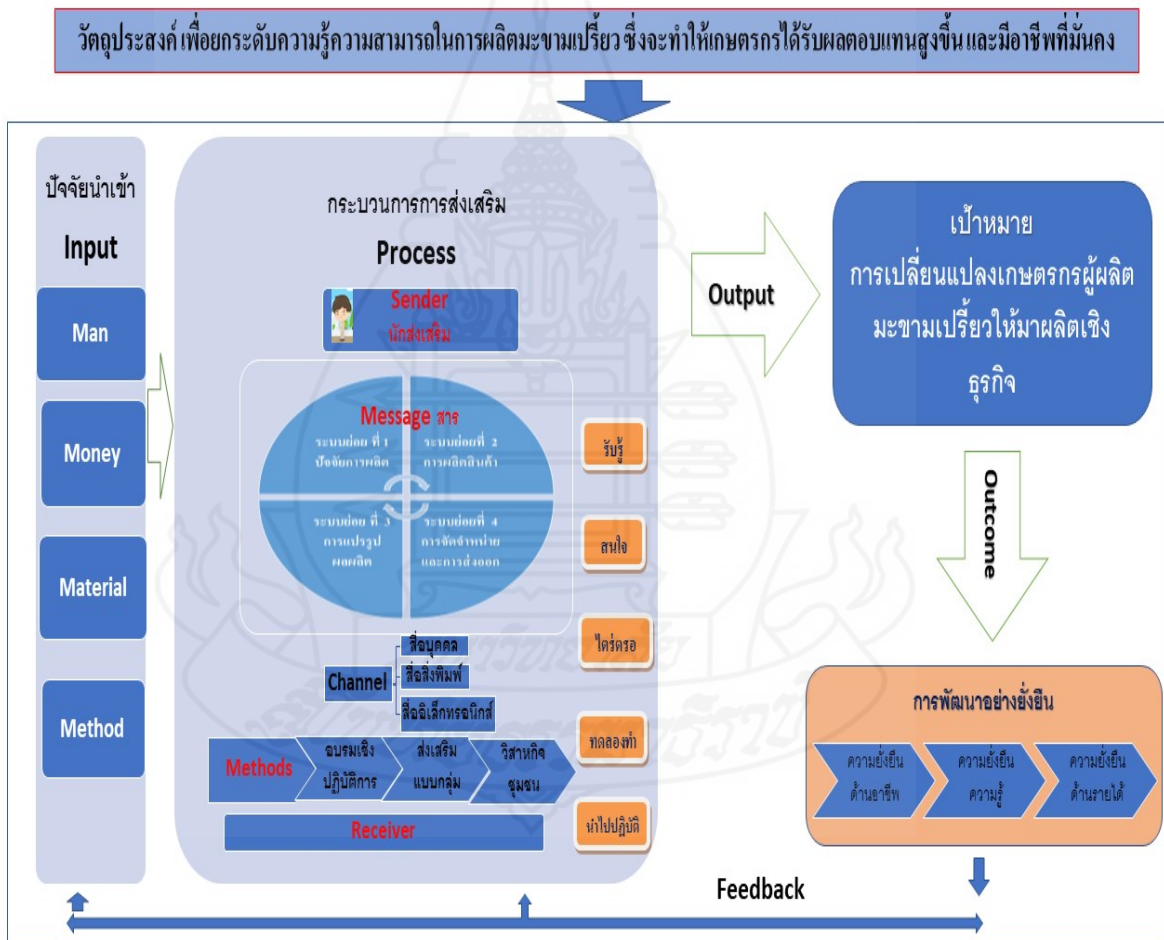 วัตถุประสงค์ เพื่อยกระดับความรู้ความสามารถในการผลิตมะขามเปรี้ยว ซึ่งจะทำให้เกษตรกรได้รับผลตอบแทนสูงขึ้น และมีอาชีพที่มั่นคง
ปัจจัยนำเข้า
Input
Man
Money
Material
Method
กระบวนการการส่งเสริม
Process
Sender
นักส่งเสริม
Message สาร
ระบบย่อย ที่ 1
ปัจจัยการผลิต
ระบบย่อยที่ 2
การผลิตสินค้า
ระบบย่อย ที่ 3
การแปรรูป
ผลผลิต
ระบบย่อยที่ 4
การจัดจำหน่าย
และการส่งออก
Channel
สื่อบุคคล
สื่อสิ่งพิมพ์
สื่ออิเล็กทรอนิกส์
Methods
อบรมเชิง
ปฏิบัติการ
ส่งเสริม
แบบกลุ่ม
วิสาหกิจ
ชุมชน
Receiver
รับรู้
สนใจ
ไตร่ตรอ
ทดลองทำ
นำไปปฏิบัติ
Output
เป้าหมาย
การเปลี่ยนแปลงเกษตรกรผู้ผลิต
มะขามเปรี้ยวให้มาผลิตเชิง
ธุรกิจ
Outcome
การพัฒนาอย่างยั่งยืน
ความยั่งยืน
ด้านอาชีพ
ความยั่งยืน
ความรู้
ความยั่งยืน
ด้านรายได้
Feedback